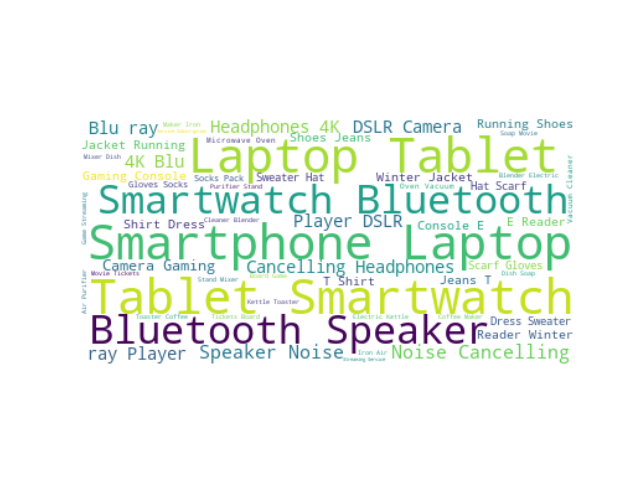 Blu ray
Maker Iron
Headphones 4K
DSLR Camera
Running Shoes
Soap Movie
Shoes Jeans
Microwave Oven
Jacket Running
Laptop Tablet
Mixer Dish
4K Blu
Vacuum Cleaner
Gaming Console
Socks Pack
Sweater Hat
Winter Jacket
Blender Electric
Gloves Socks
Purifier Stand
Oven Vacuum
Hat Scarf
Smartwatch Bluetooth
Game Streaming
Shirt Dress
Cleaner Blender
Player DSLR
Console E
E Reader
Smartphone Laptop
Camera Gaming
Cancelling Headphones
Scarf Gloves
Movie Tickets
Board Game
Dish Soap
Air Purifier
Stand Mixer
T Shirt
Jeans T
Tablet Smartwatch
Kettle Toaster
Toaster Coffee
Tickets Board
Electric Kettle
Coffee Maker
Dress Sweater
Bluetooth Speaker
Reader Winter
ray Player
Speaker Noise
Iron Air
Noise Cancelling
Streaming Service